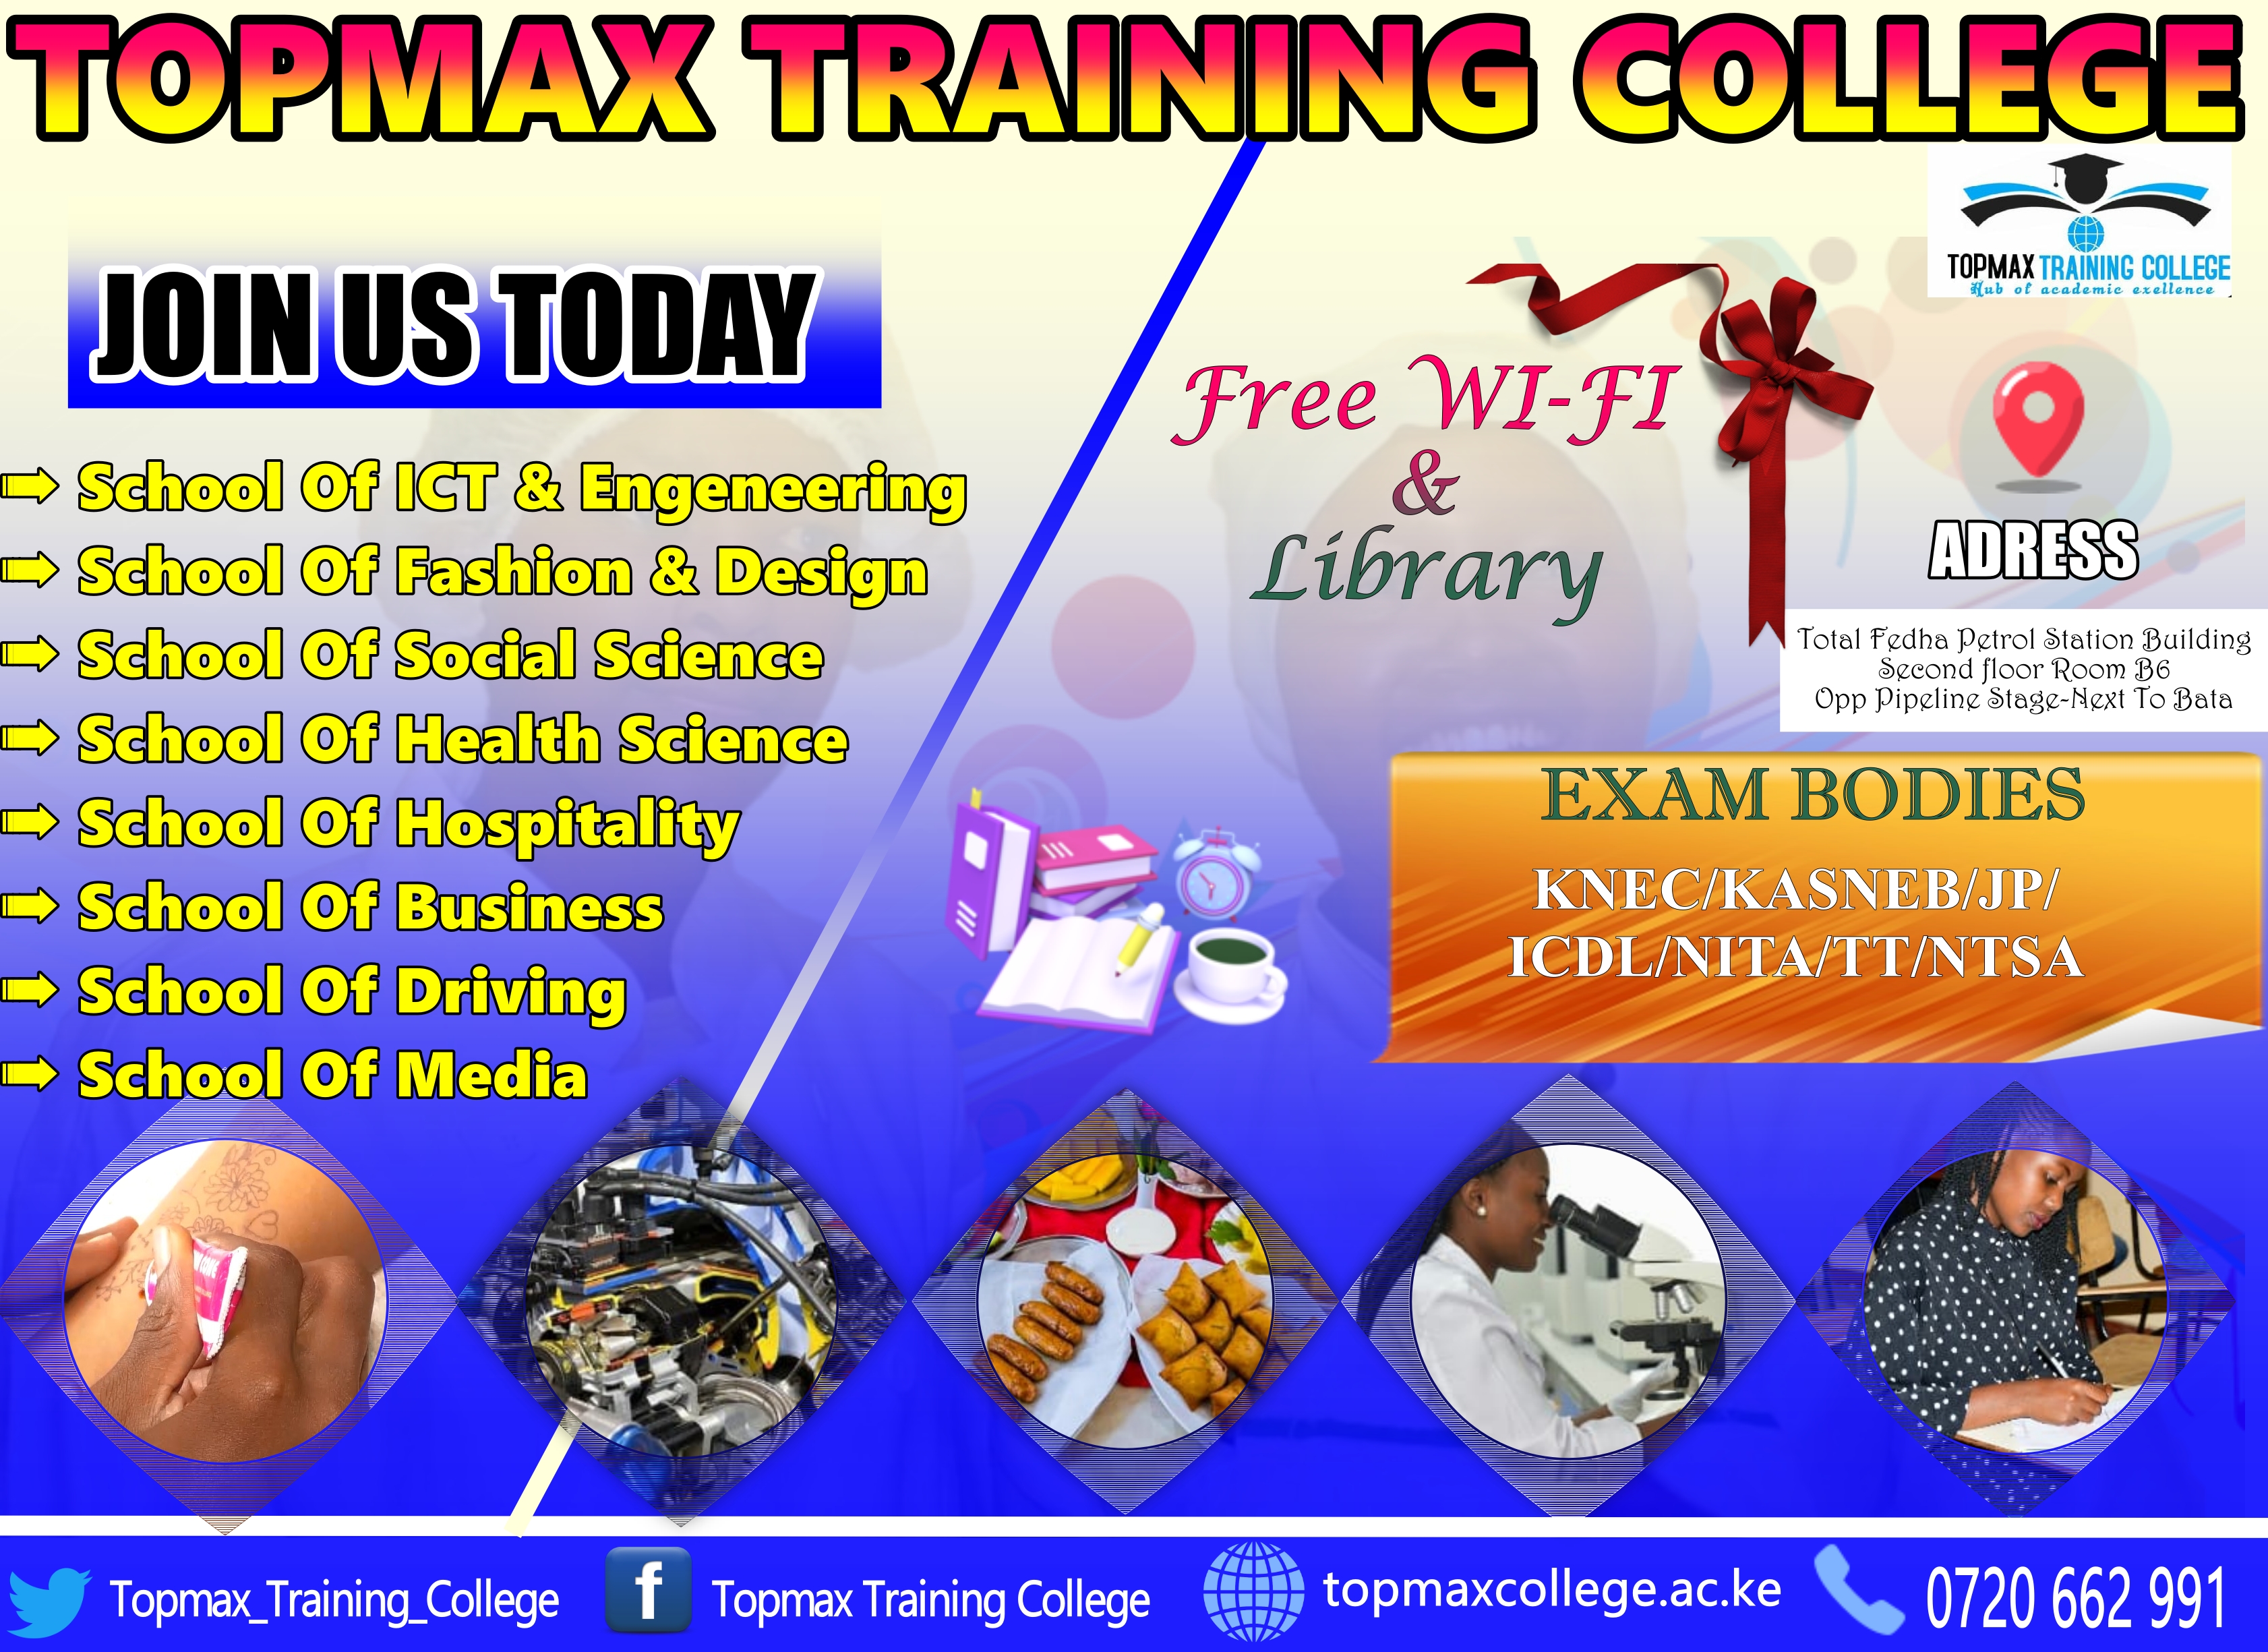 TOPMAX TRAINING COLLEGE
TOPMAX TRAINING COLLEGE
Hub of academic exellence
JOIN US TODAY
School Of ICT & Engeneering
School Of Fashion & Design
School Of Social Science
School Of Health Science
School Of Hospitality
School Of Business
School Of Driving
School Of Media
Free WI-FI
&
Library
ADRESS
Total Fedha Petrol Station Building
Second floor Room B6
Opp Pipeline Stage-Next To Bata
EXAM BODIES
KNEC/KASNEB/JP/
ICDL/NITA/TT/NTSA
Topmax_Training_College
f
Topmax Training College
topmaxcollege.ac.ke
0720 662 991